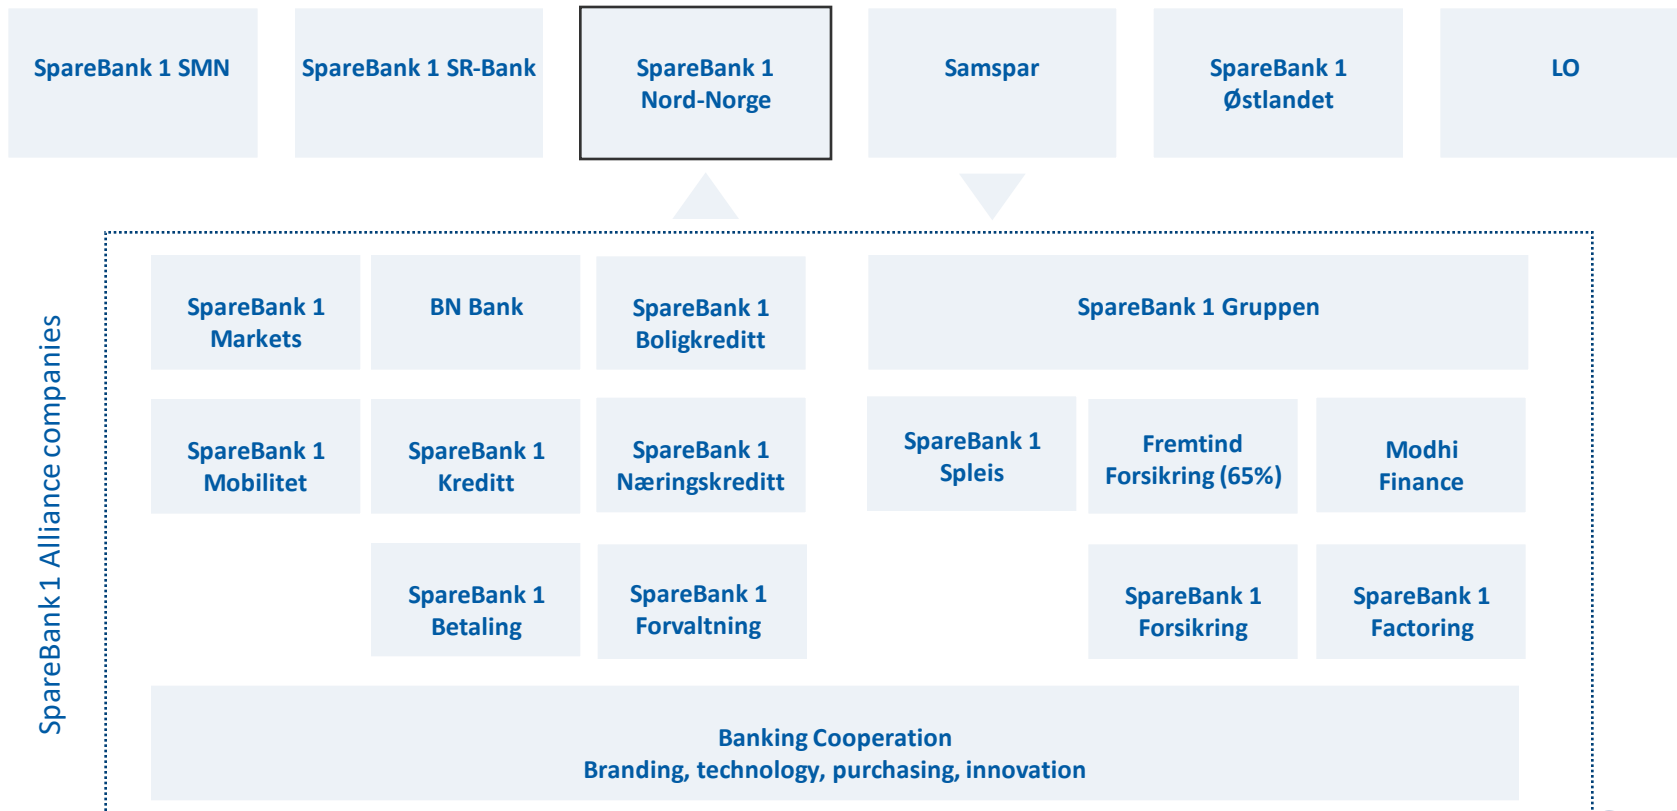 SpareBank 1 SMN
SpareBank 1 SR-Bank
SpareBank 1
Nord-Norge
Samspar
SpareBank 1
Østlandet
LO
SpareBank 1 Alliance companies
SpareBank 1
Markets
BN Bank
SpareBank 1
Boligkreditt
SpareBank 1 Gruppen
SpareBank 1
Mobilitet
SpareBank 1
Kreditt
SpareBank 1
Næringskreditt
SpareBank 1
Spleis
Fremtind
Forsikring (65%)
Modhi
Finance
SpareBank 1
Betaling
SpareBank 1
Forvaltning
SpareBank 1
Forsikring
SpareBank 1
Factoring
Banking Cooperation
Branding, technology, purchasing, innovation